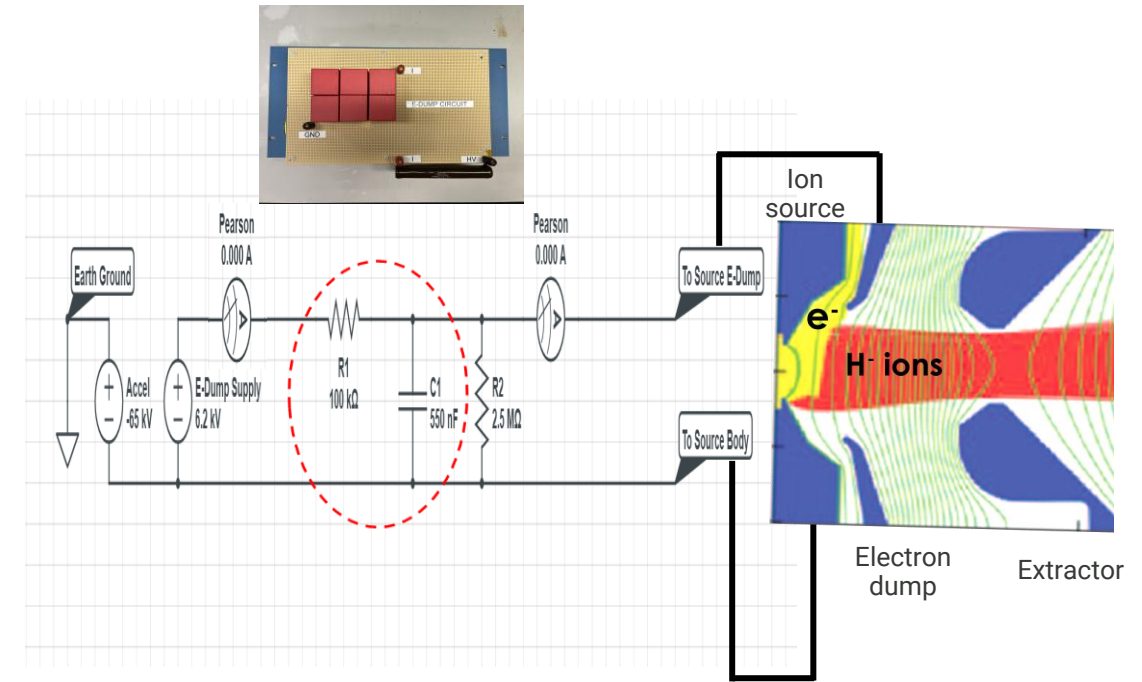 I
E-DUMP CIRCUIT
GND
I
HV
Ion
source
Pearson
0.000 A
Pearson
0.000 A
Earth Ground
To Source E-Dump
e-
H- ions
R1
100 kΩ
Accel
-65 kV
E-Dump Supply
6.2 kV
C1
550 nF
R2
2.5 MΩ
To Source Body
Electron
dump
Extractor